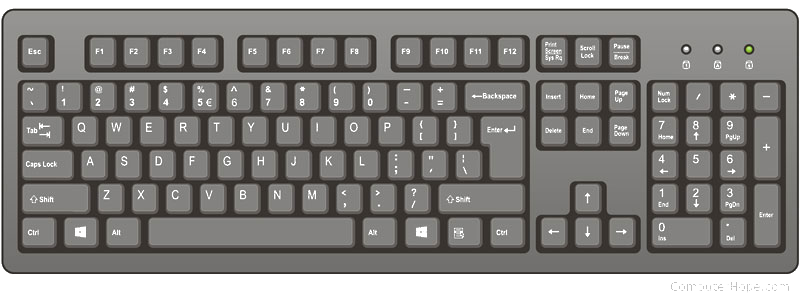 Esc F1 F2 F3 F4 F5 F6 F7 F8 F9 F10 F11 F12 Print Screen Sys Rq Scroll Lock Pause Break
1 A
~ ` ! 1 @ 2 # 3 $ 4 % 5 € ^ 6 & 7 * 8 ( 9 ) 0 + = ←Backspace Insert Home Page Up Num Lock / * —
Tab Q W E R T Y U I O P { [ } ] Enter Delete End Page Down 7 Home 8 ↑ 9 PgUp +
Caps Lock A S D F G H J K L : ; " ' | \ 4 ← 5 6 →
⇧ Shift Z X C V B N M < , > . ? / ⇧ Shift ↑ 1 End 2 ↓ 3 PgDn Enter
Ctrl Alt Alt Ctrl ← ↓ → 0 Ins . Del
ComputerHope.com